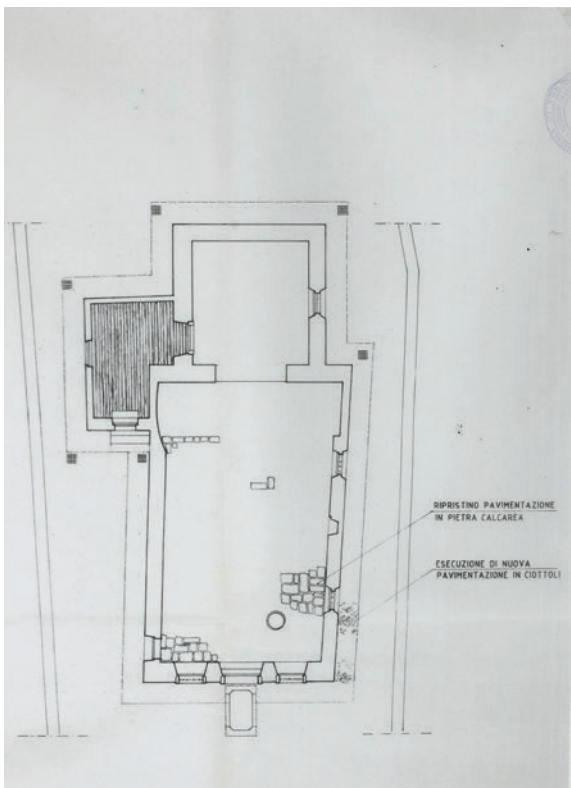 RIPRISTINO PAVIMENTAZIONE
IN PIETRA CALCAREA
ESECUZIONE DI NUOVA
PAVIMENTAZIONE IN CIOTTOLI